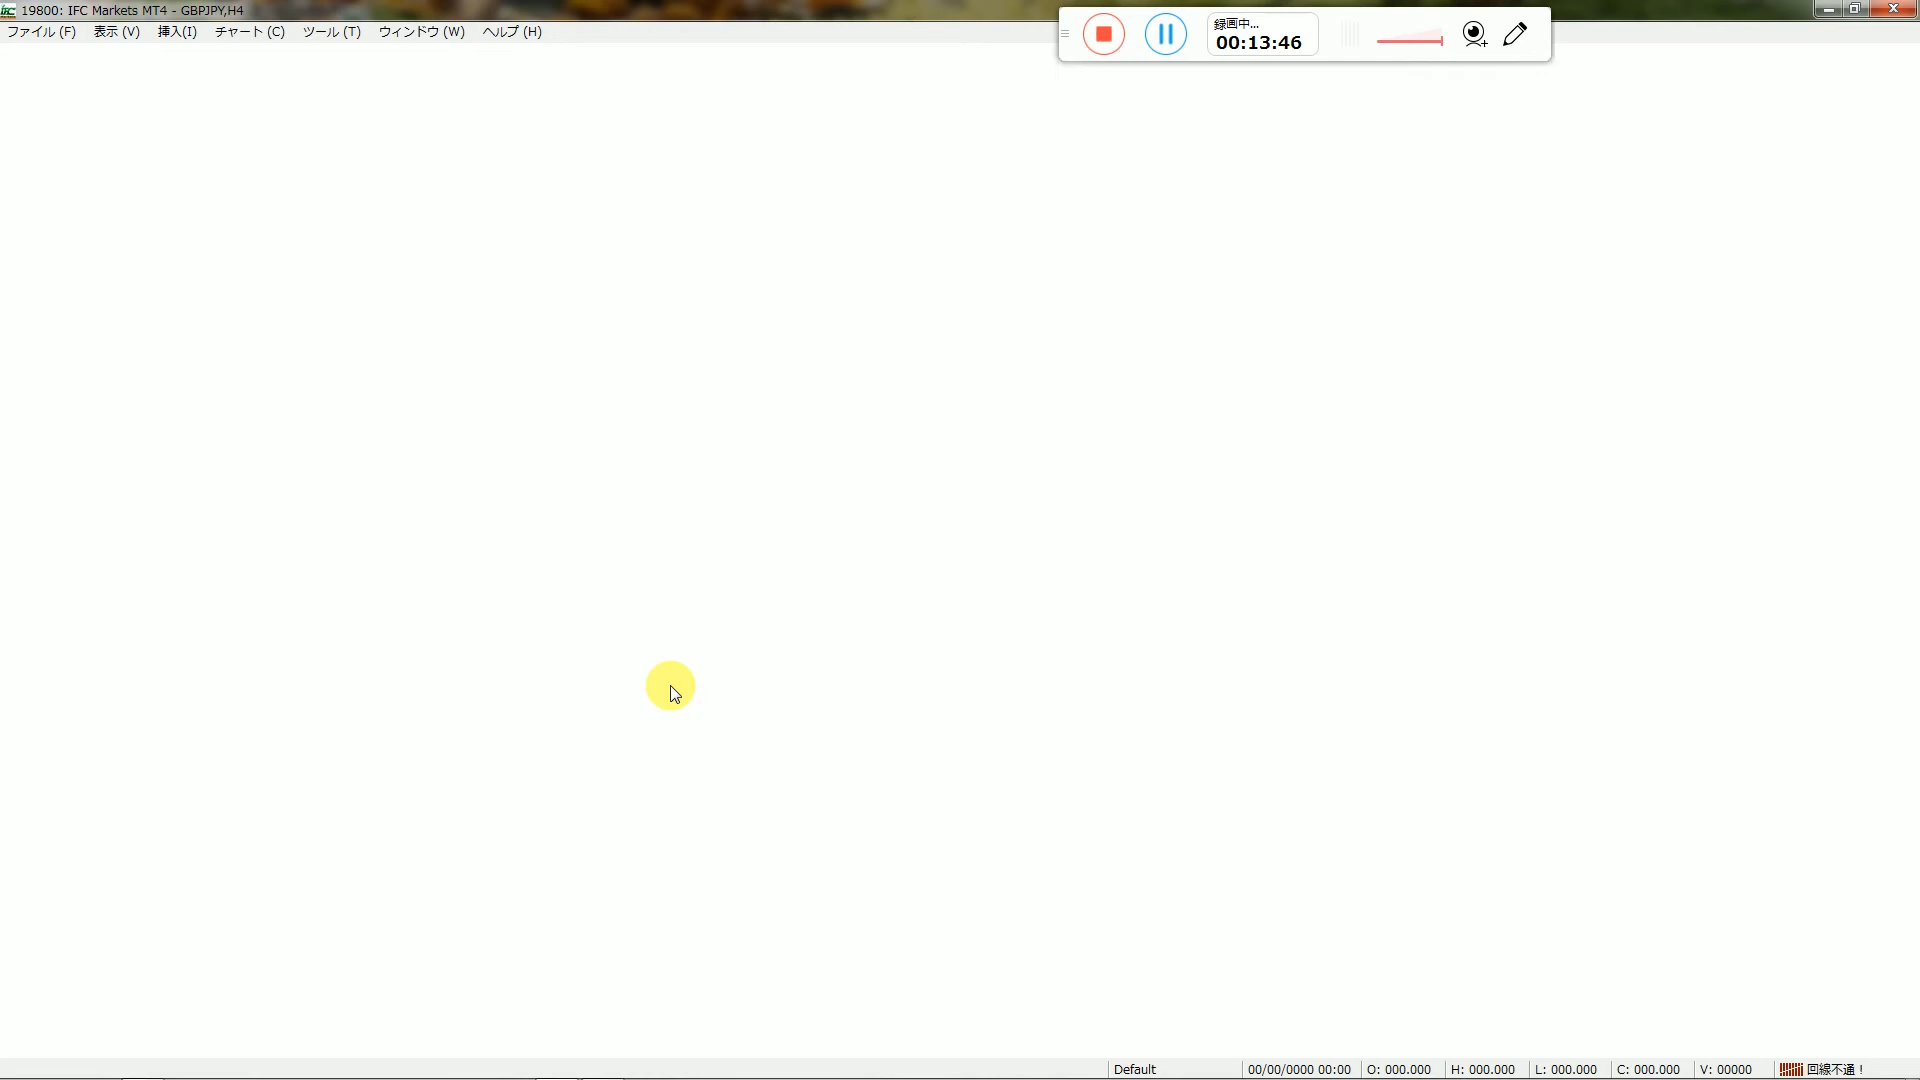 IFC 19800: IFC Markets MT4 - GBPJPY,H4
ファイル (F) 表示 (V) 挿入(I) チャート (C) ツール (T) ウィンドウ (W) ヘルプ (H)
録画中...
00:13:46
Default 00/00/0000 00:00 O: 000.000 H: 000.000 L: 000.000 C: 000.000 V: 00000 回線不通！